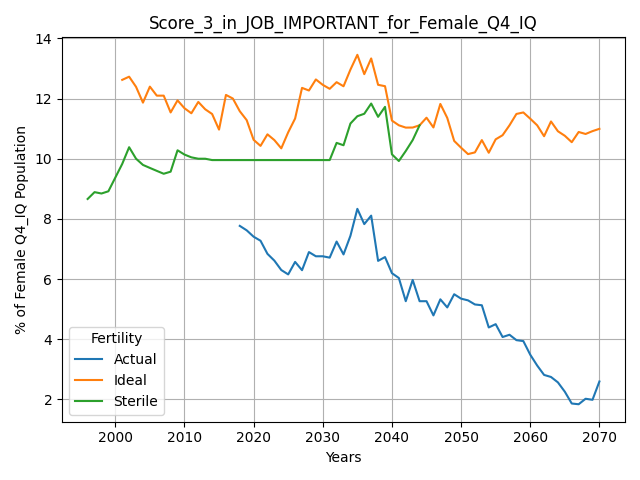 Score_3_in_JOB_IMPORTANT_for_Female_Q4_IQ
% of Female Q4_IQ Population
14
12
10
8
6
4
2
Fertility
Actual
Ideal
Sterile
2000 2010 2020 2030 2040 2050 2060 2070
Years